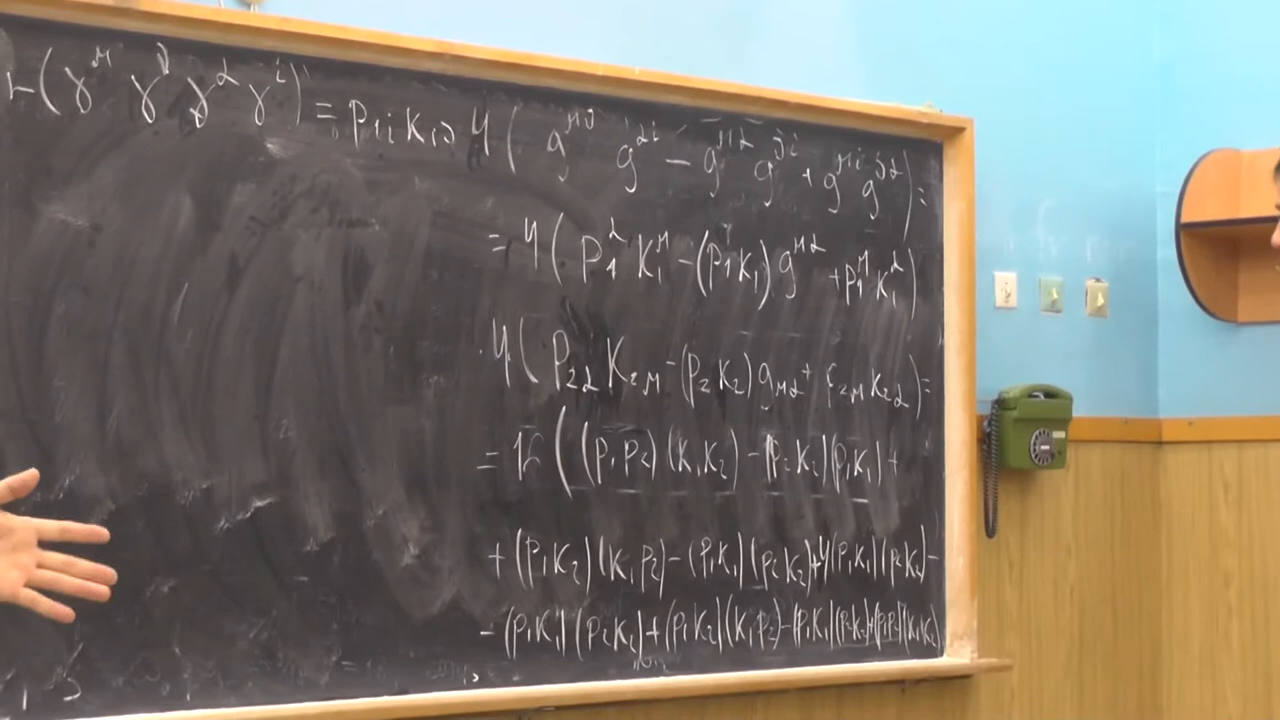 r(γ^μ γ^ν γ^α γ^i) = p_{1i} k_{1ν} 4 ( g^{μν} g^{αi} − g^{μα} g^{νi} + g^{μi} g^{να} ) =
= 4 ( p_1^α k_1^μ − (p_1 k_1) g^{μα} + p_1^μ k_1^α )
· 4 ( p_{2α} k_{2μ} − (p_2 k_2) g_{μα} + p_{2μ} k_{2α} ) =
= 16 ( (p_1 p_2) (k_1 k_2) − (p_2 k_2)(p_1 k_1) +
+ (p_1 k_2) (k_1 p_2) − (p_1 k_1) (p_2 k_2) + 4 (p_1 k_1) (p_2 k_2) −
− (p_1 k_1) (p_2 k_2) + (p_1 k_2) (k_1 p_2) − (p_1 k_1) (p_2 k_2) + (p_1 p_2) (k_1 k_2)